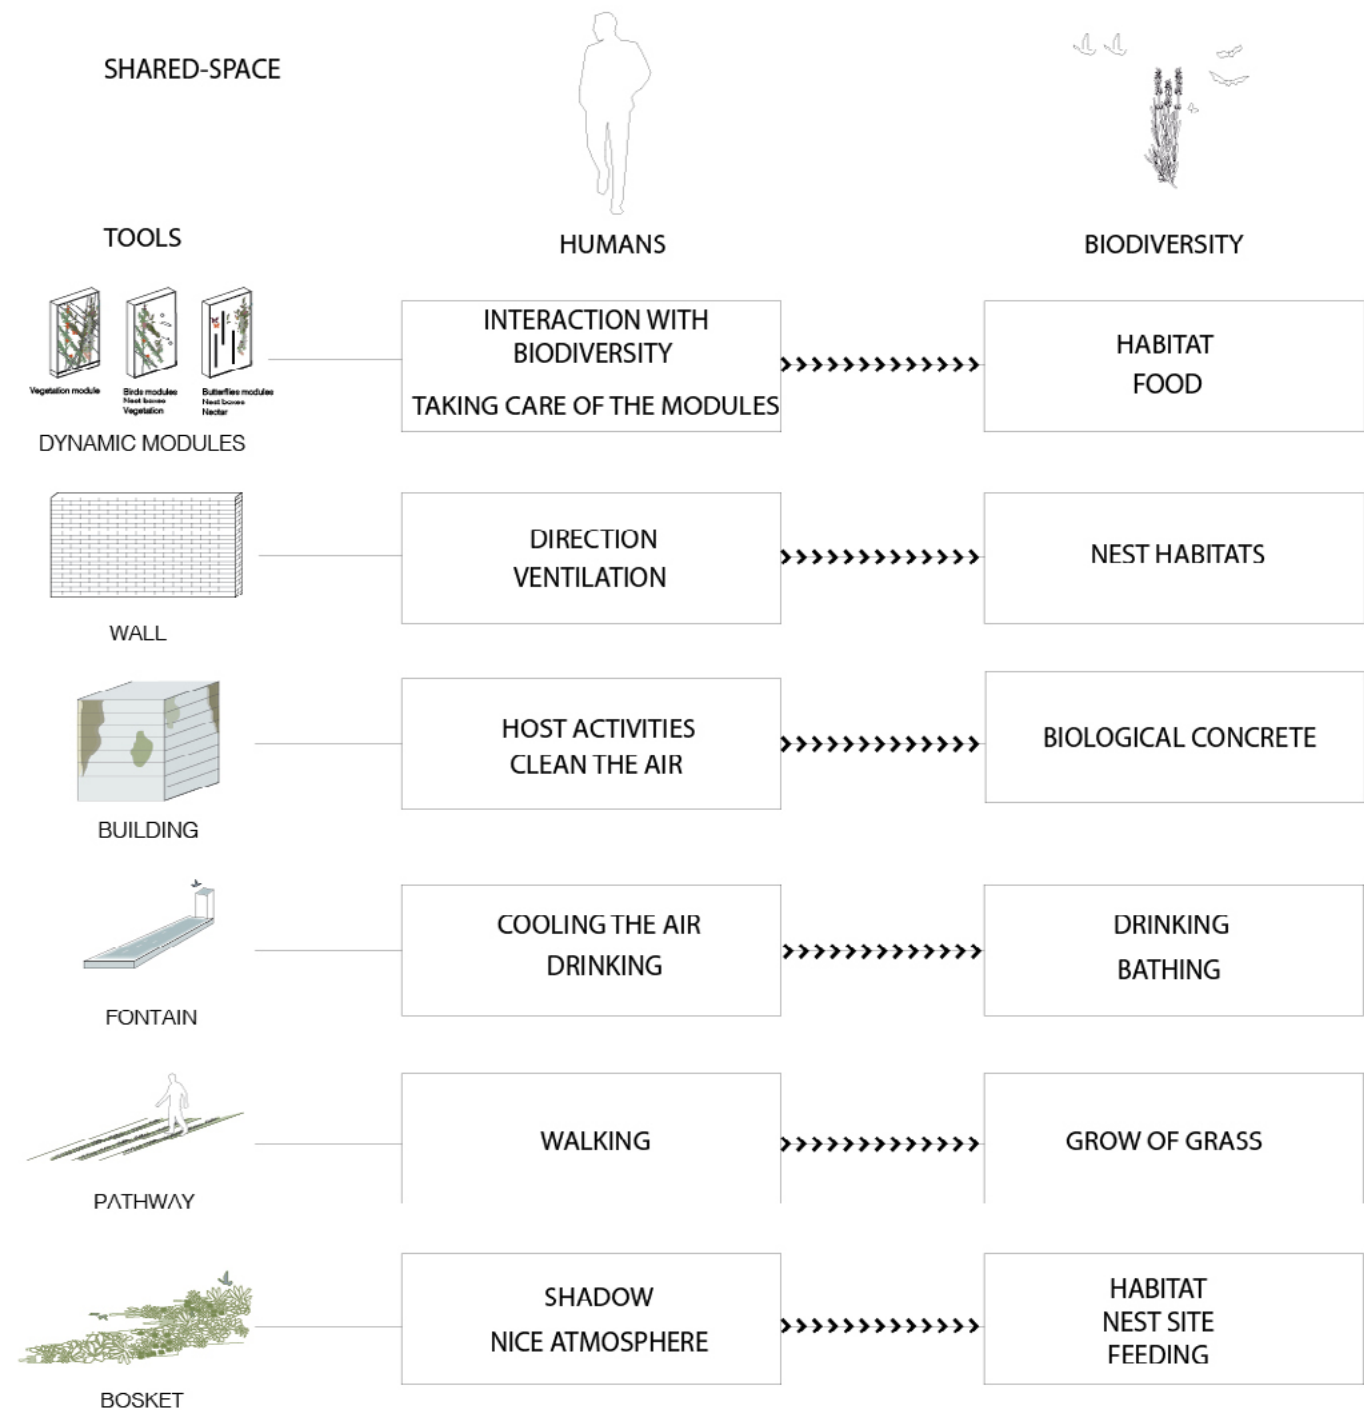 SHARED-SPACE
TOOLS
HUMANS
BIODIVERSITY
Vegetation module
Birds modules
Nest boxes
Vegetation
Butterflies modules
Nest boxes
Nectar
DYNAMIC MODULES
INTERACTION WITH
BIODIVERSITY
TAKING CARE OF THE MODULES
HABITAT
FOOD
WALL
DIRECTION
VENTILATION
NEST HABITATS
BUILDING
HOST ACTIVITIES
CLEAN THE AIR
BIOLOGICAL CONCRETE
FONTAIN
COOLING THE AIR
DRINKING
DRINKING
BATHING
PATHWAY
WALKING
GROW OF GRASS
BOSKET
SHADOW
NICE ATMOSPHERE
HABITAT
NEST SITE
FEEDING